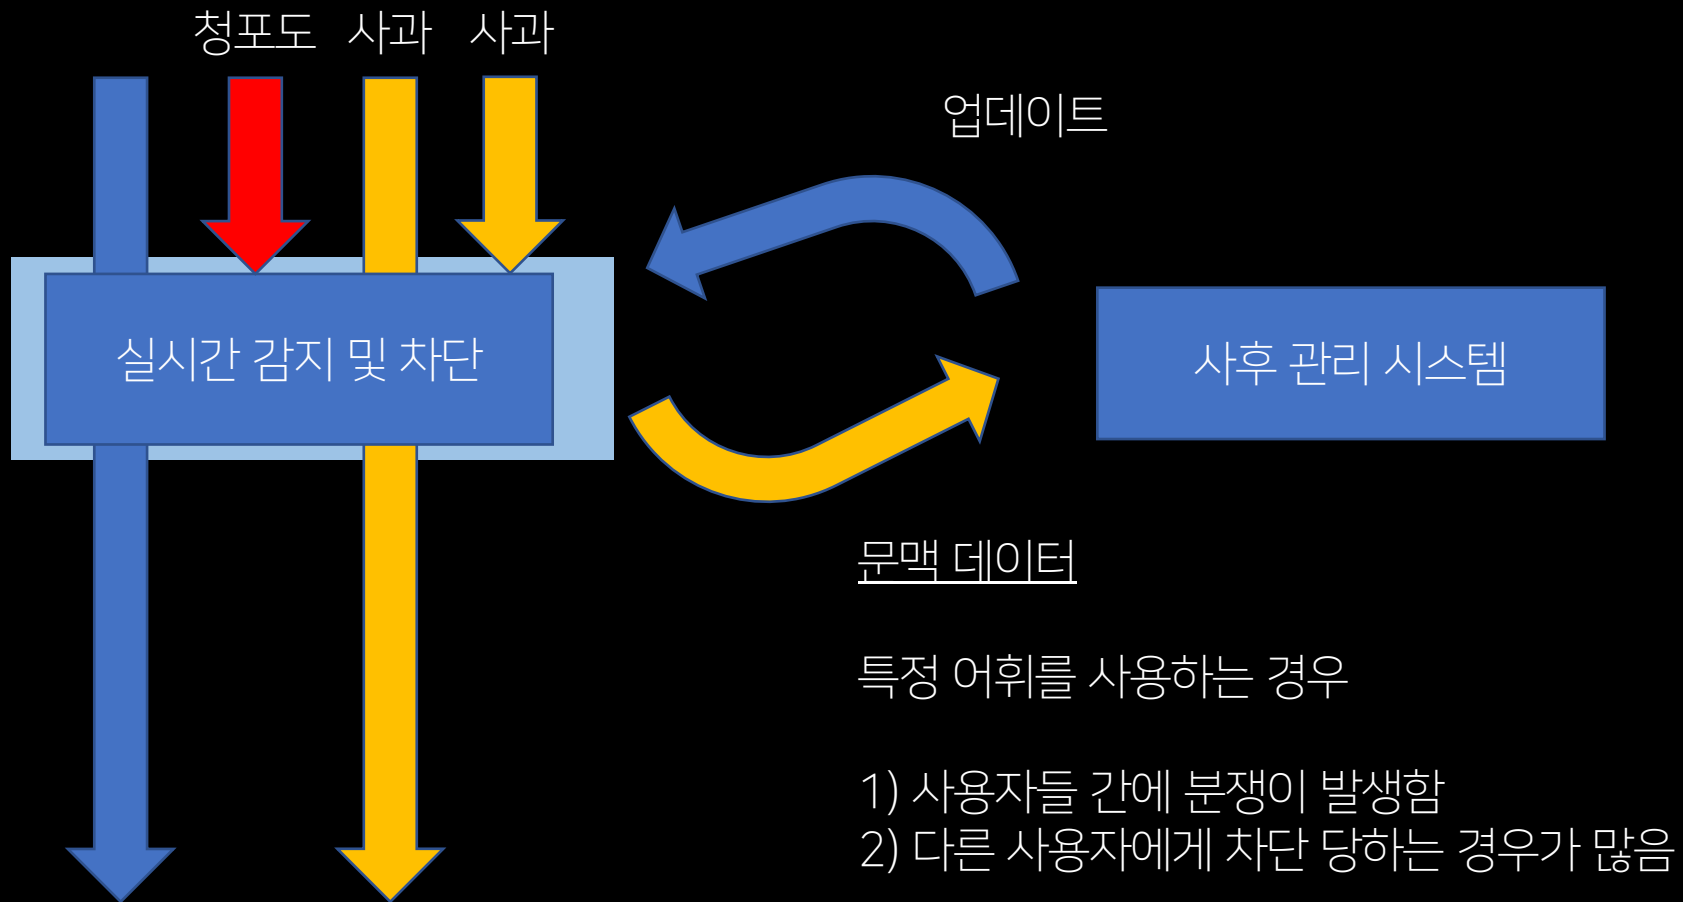 청포도 사과 사과
업데이트
실시간 감지 및 차단
사후 관리 시스템
문맥 데이터
특정 어휘를 사용하는 경우
1) 사용자들 간에 분쟁이 발생함
2) 다른 사용자에게 차단 당하는 경우가 많음